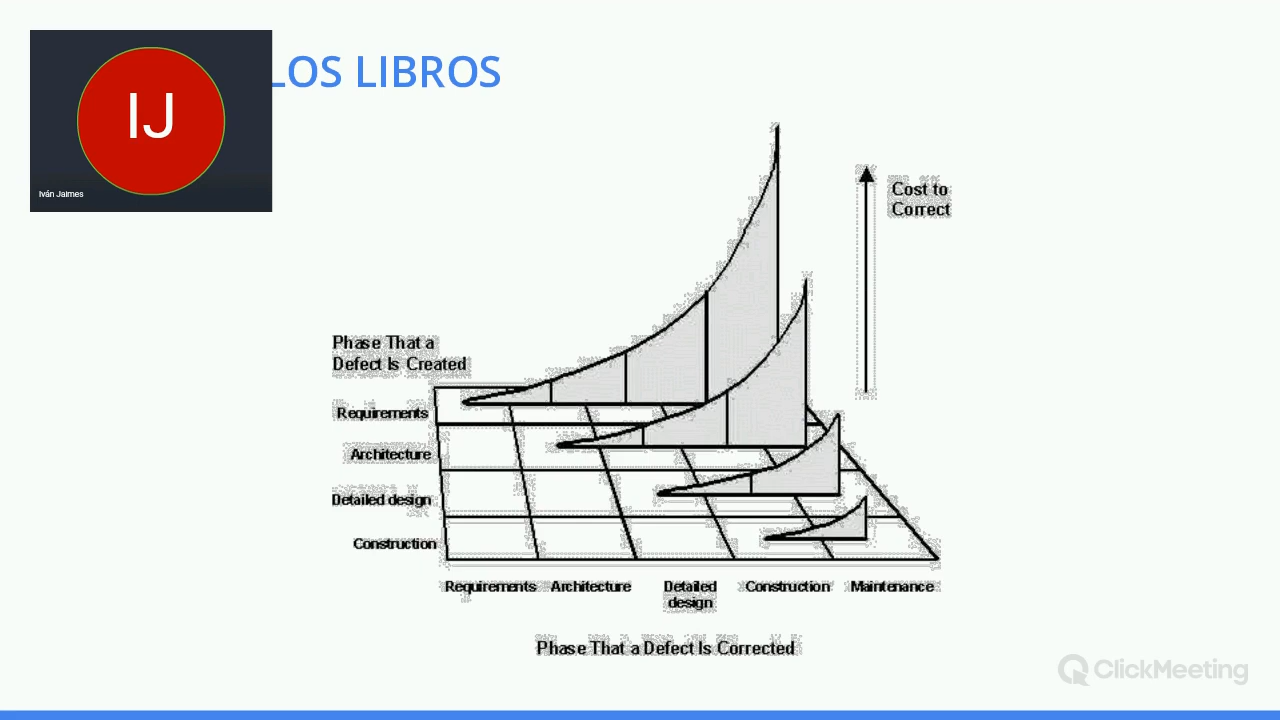 IJ
Iván Jaimes
LOS LIBROS
Cost to
Correct
Phase That a
Defect Is Created
Requirements
Architecture
Detailed design
Construction
Requirements Architecture Detailed Construction Maintenance
design
Phase That a Defect Is Corrected
ClickMeeting